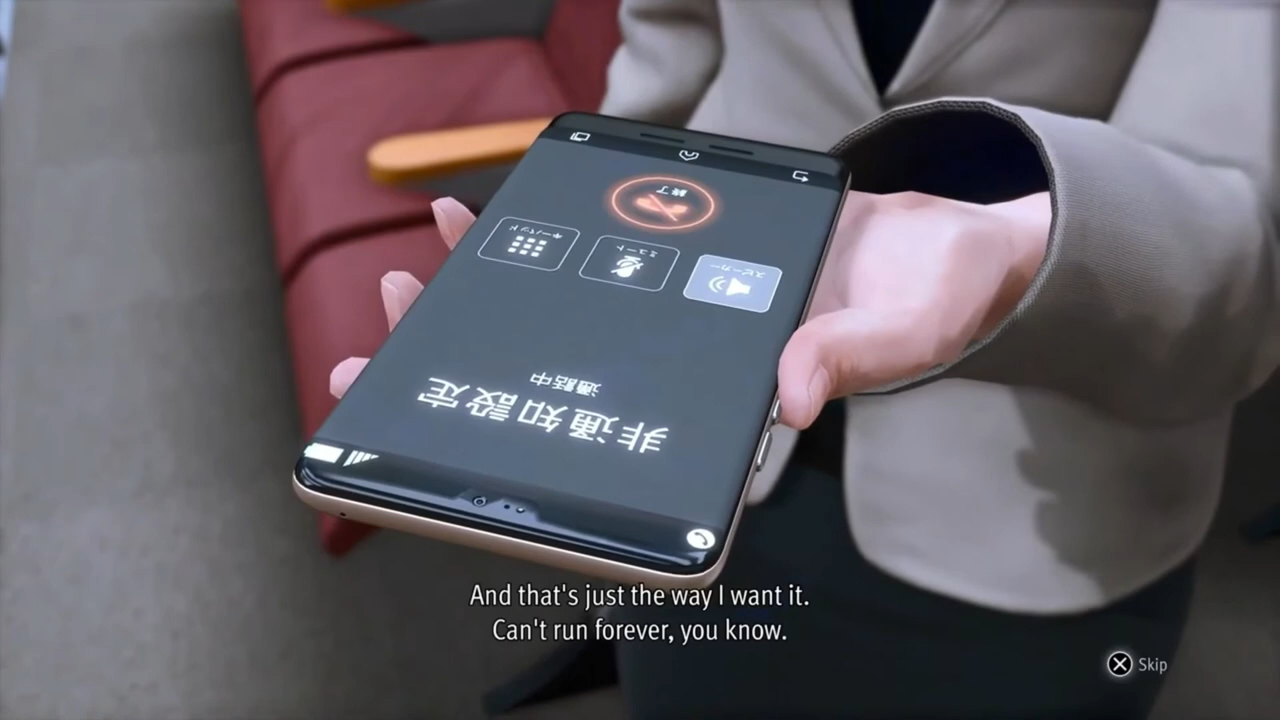 非通知設定
通話中
スピーカー
ミュート
キーパッド
終了
And that's just the way I want it.
Can't run forever, you know.
Skip